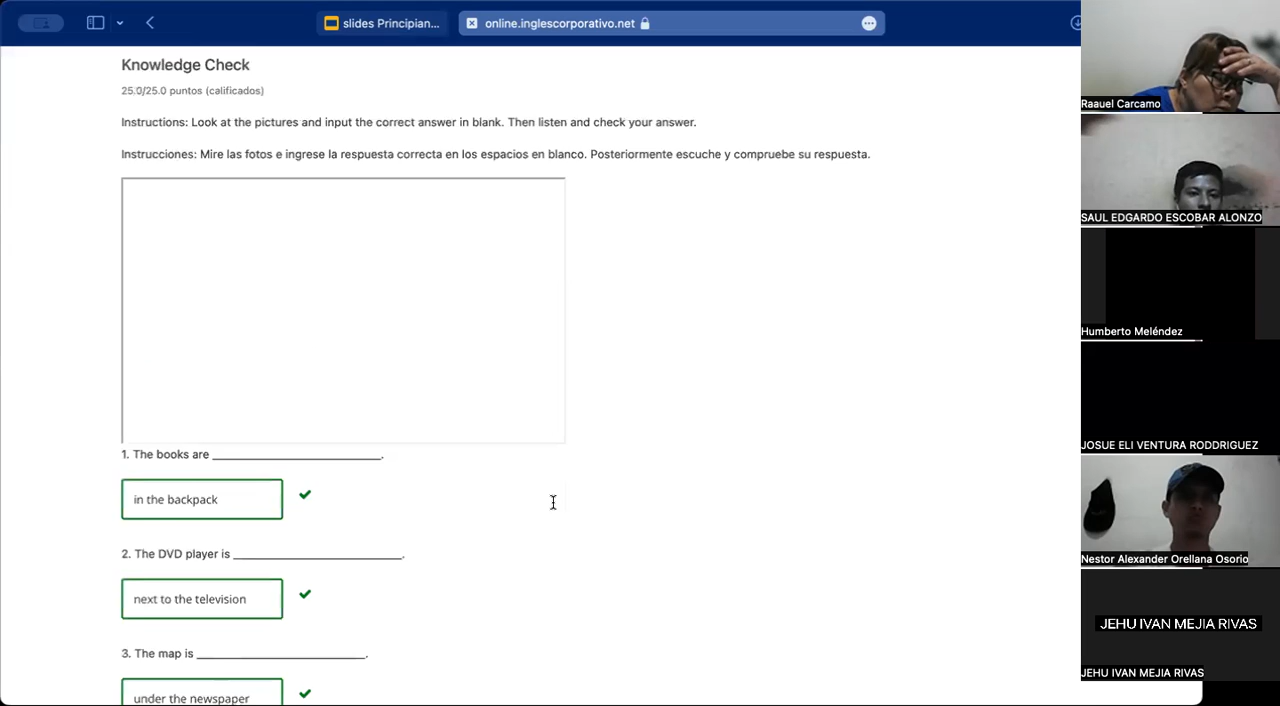 slides Principian...
online.inglescorporativo.net
Knowledge Check
25.0/25.0 puntos (calificados)
Instructions: Look at the pictures and input the correct answer in blank. Then listen and check your answer.
Instrucciones: Mire las fotos e ingrese la respuesta correcta en los espacios en blanco. Posteriormente escuche y compruebe su respuesta.
1. The books are ___________________________.
in the backpack
2. The DVD player is ___________________________.
next to the television
3. The map is ___________________________.
under the newspaper
Raauel Carcamo
SAUL EDGARDO ESCOBAR ALONZO
Humberto Meléndez
JOSUE ELI VENTURA RODDRIGUEZ
Nestor Alexander Orellana Osorio
JEHU IVAN MEJIA RIVAS
JEHU IVAN MEJIA RIVAS